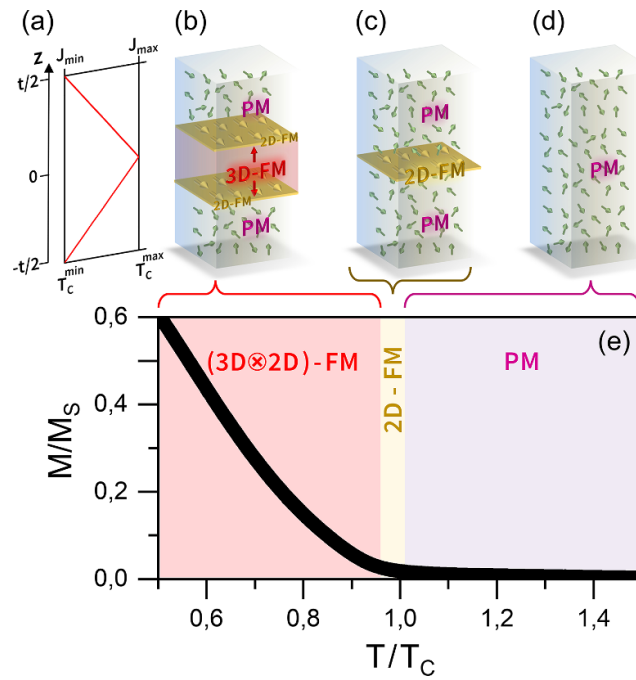 (a)
(b)
(c)
(d)
z
J_min
J_max
t/2
0
-t/2
T_C^min
T_C^max
PM
2D-FM
3D-FM
2D-FM
PM
PM
2D-FM
PM
PM
0,6
0,4
0,2
0,0
M/M_S
(3D⊗2D)-FM
2D - FM
PM
(e)
0,6
0,8
1,0
1,2
1,4
T/T_C